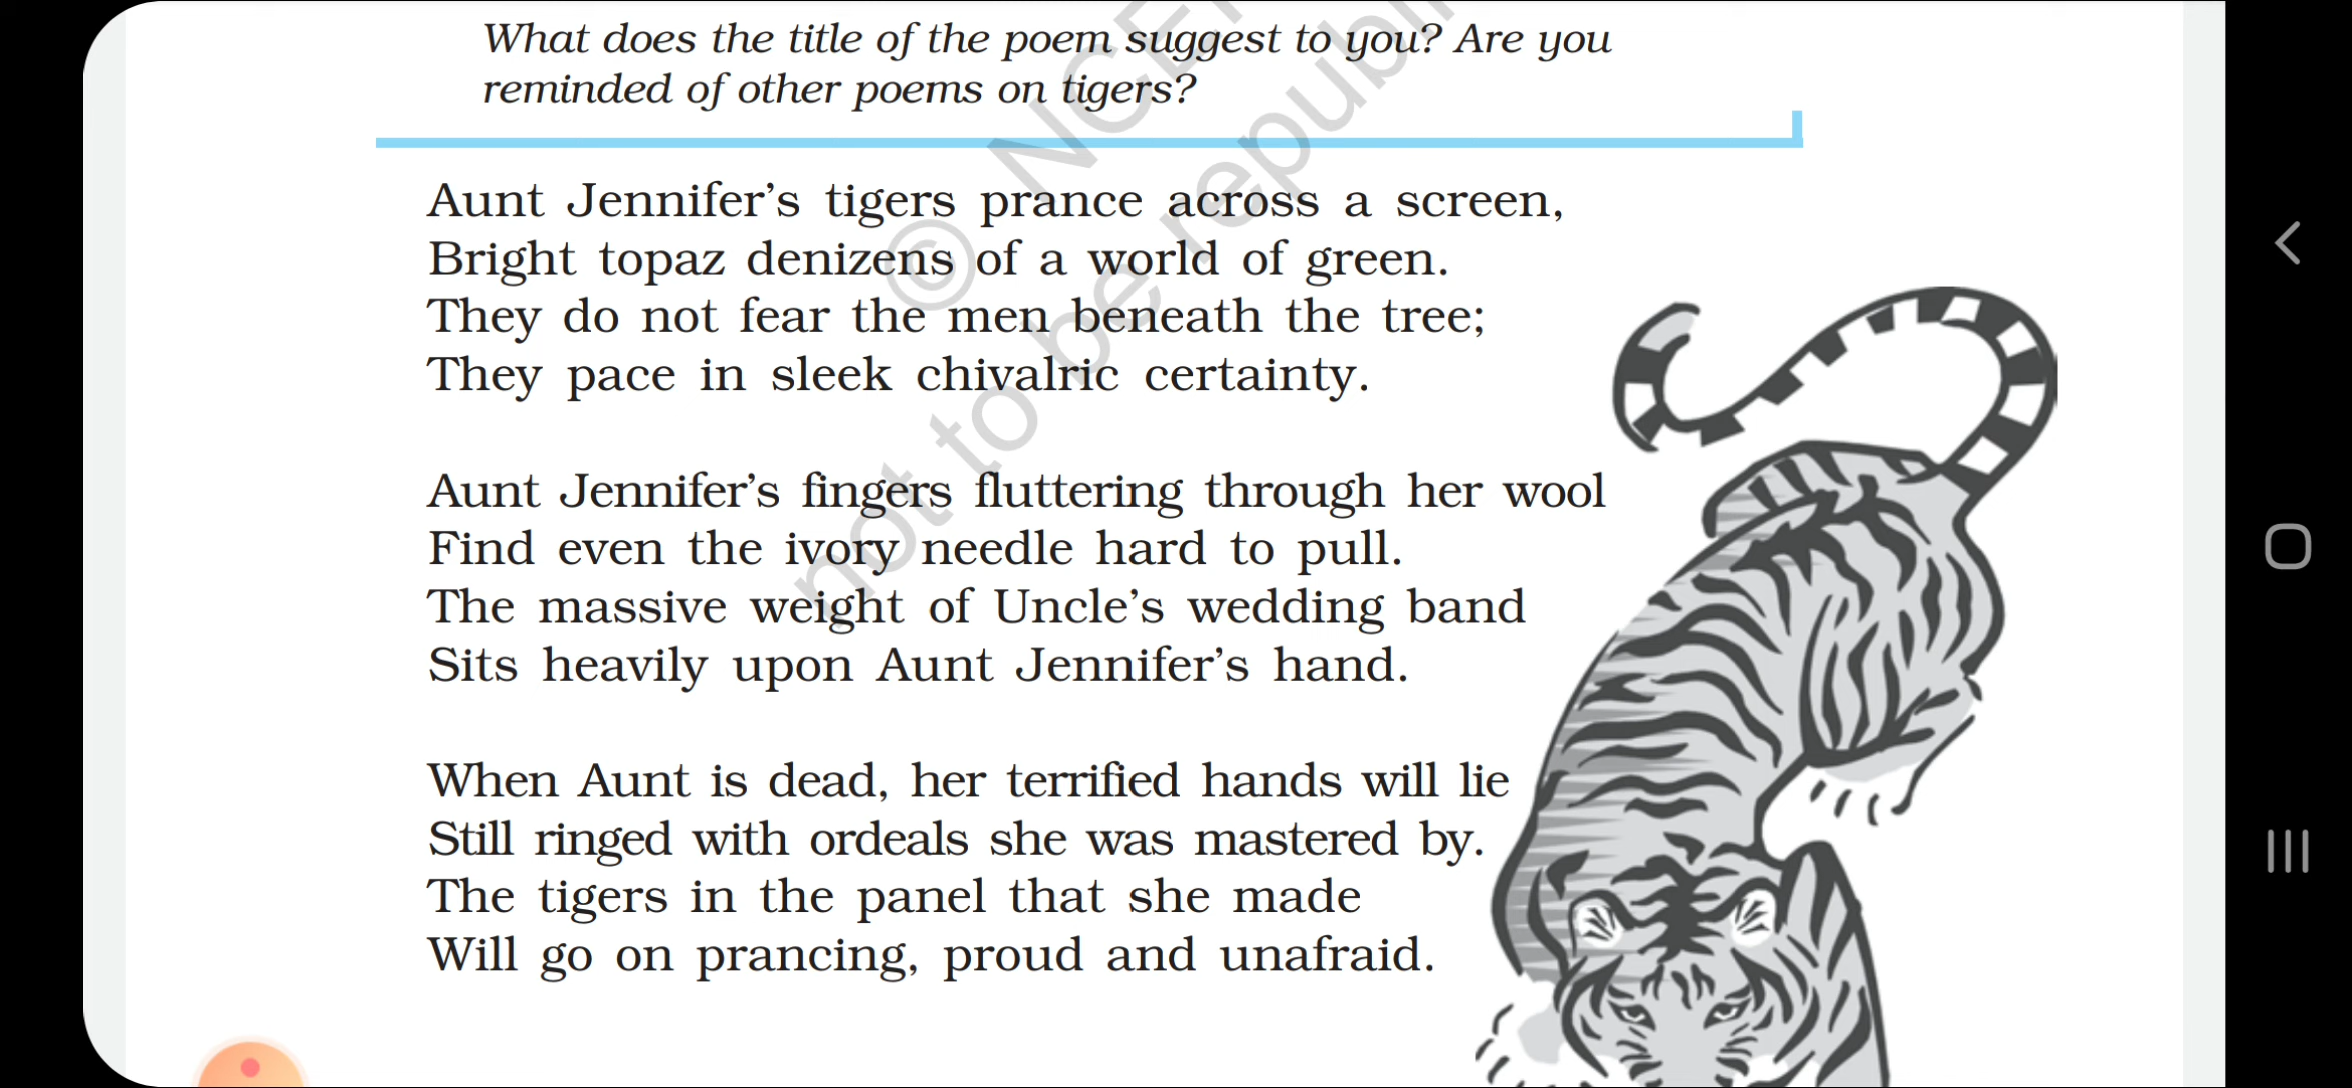 What does the title of the poem suggest to you? Are you
reminded of other poems on tigers?
Aunt Jennifer's tigers prance across a screen,
Bright topaz denizens of a world of green.
They do not fear the men beneath the tree;
They pace in sleek chivalric certainty.
Aunt Jennifer's fingers fluttering through her wool
Find even the ivory needle hard to pull.
The massive weight of Uncle's wedding band
Sits heavily upon Aunt Jennifer's hand.
When Aunt is dead, her terrified hands will lie
Still ringed with ordeals she was mastered by.
The tigers in the panel that she made
Will go on prancing, proud and unafraid.
© NCE
not to be republi